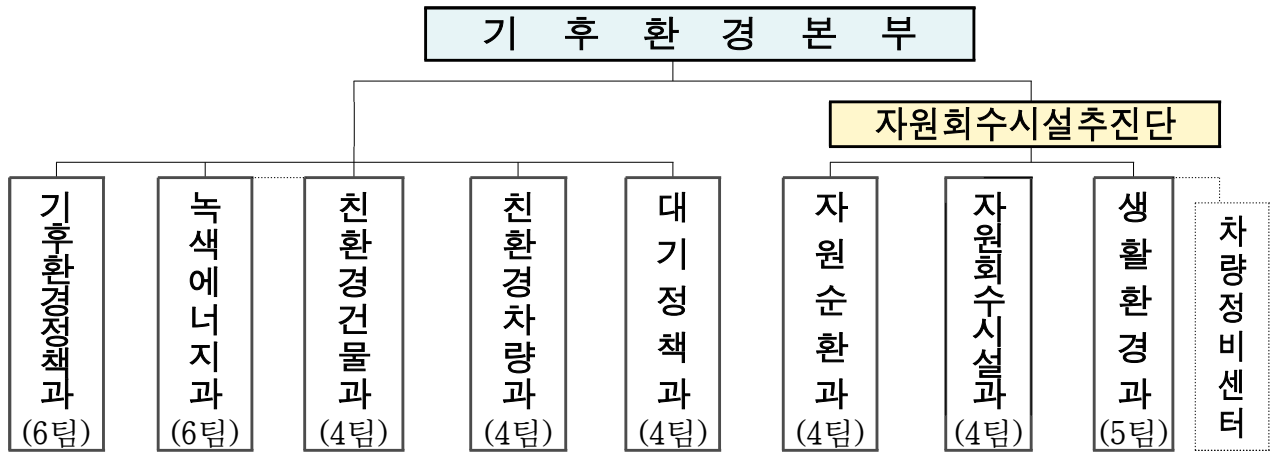 기 후 환 경 본 부
자원회수시설추진단
기후환경정책과
(6팀)
녹색에너지과
(6팀)
친환경건물과
(4팀)
친환경차량과
(4팀)
대기정책과
(4팀)
자원순환과
(4팀)
자원회수시설과
(4팀)
생활환경과
(5팀)
차량정비센터